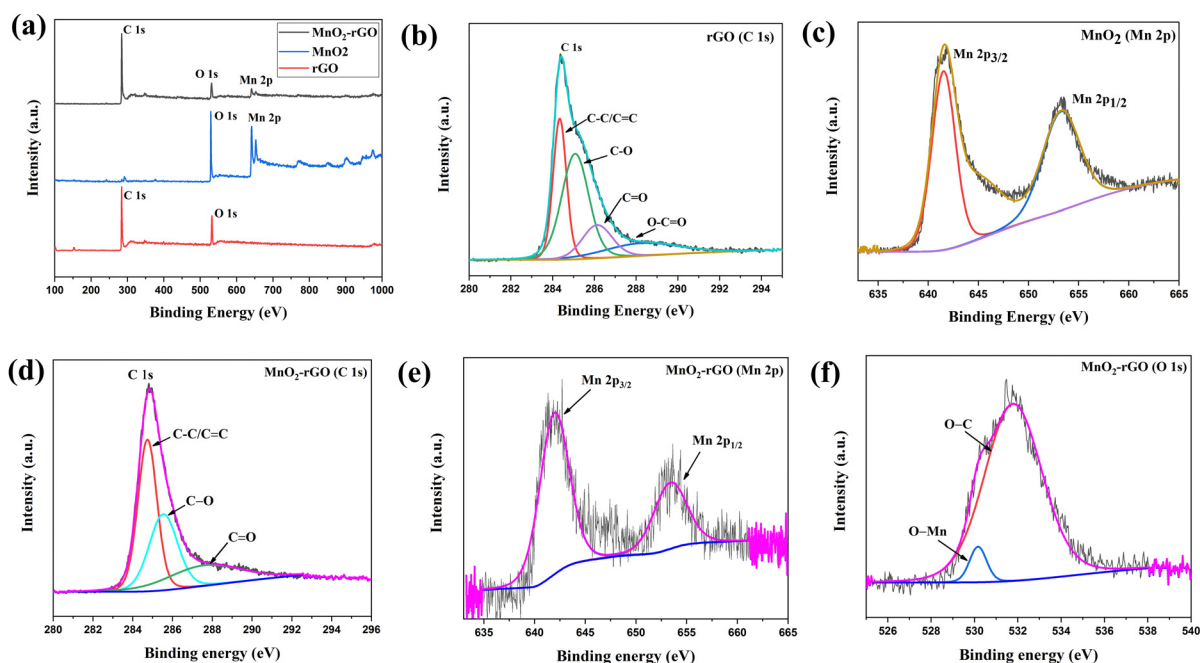 (a)
MnO₂-rGO
MnO2
rGO
C 1s
O 1s
Mn 2p
O 1s
Mn 2p
C 1s
O 1s
Intensity (a.u.)
100 200 300 400 500 600 700 800 900 1000
Binding Energy (eV)
(b)
rGO (C 1s)
C 1s
C-C/C=C
C-O
C=O
O-C=O
Intensity (a.u.)
280 282 284 286 288 290 292 294
Binding Energy (eV)
(c)
MnO₂ (Mn 2p)
Mn 2p3/2
Mn 2p1/2
Intensity (a.u.)
635 640 645 650 655 660 665
Binding Energy (eV)
(d)
MnO₂-rGO (C 1s)
C 1s
C-C/C=C
C–O
C=O
Intensity (a.u.)
280 282 284 286 288 290 292 294 296
Binding energy (eV)
(e)
MnO₂-rGO (Mn 2p)
Mn 2p3/2
Mn 2p1/2
Intensity (a.u.)
635 640 645 650 655 660 665
Binding energy (eV)
(f)
MnO₂-rGO (O 1s)
O–C
O–Mn
Intensity (a.u.)
526 528 530 532 534 536 538 540
Binding energy (eV)